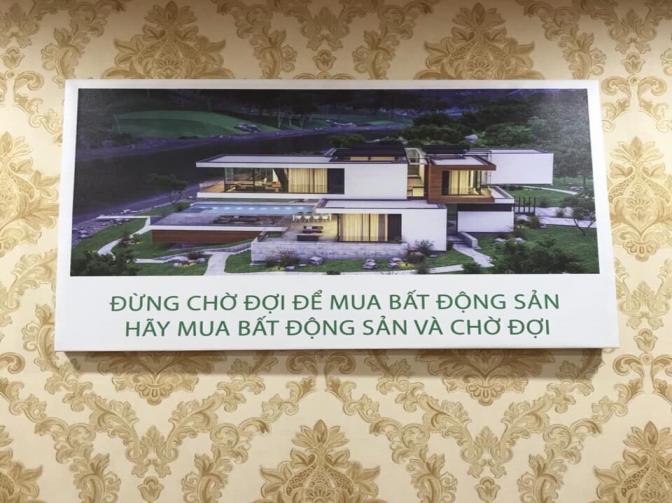 ĐỪNG CHỜ ĐỢI ĐỂ MUA BẤT ĐỘNG SẢN
HÃY MUA BẤT ĐỘNG SẢN VÀ CHỜ ĐỢI